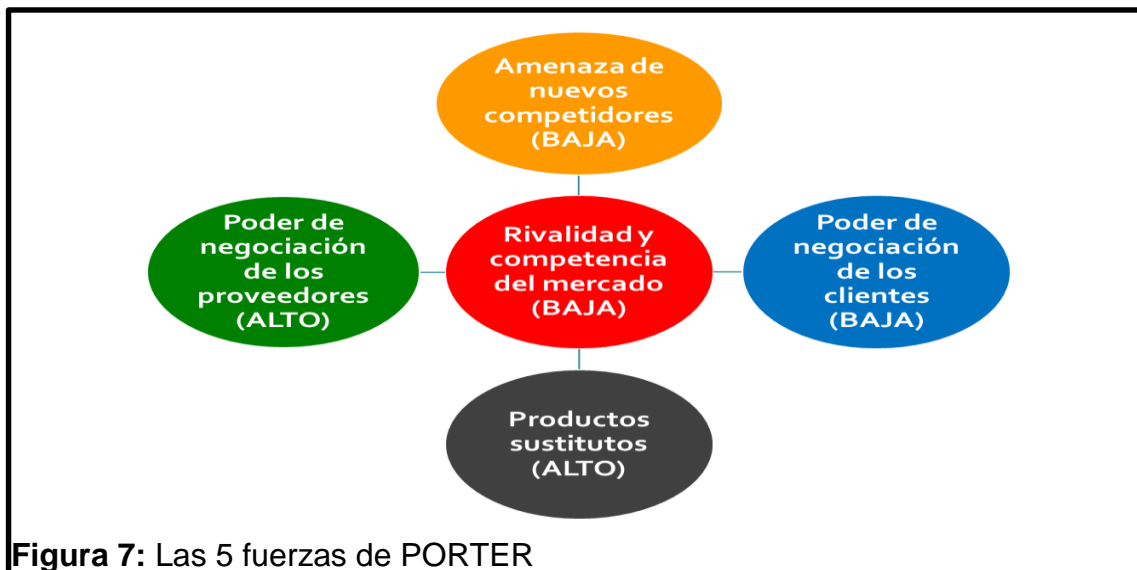 Amenaza de
nuevos
competidores
(BAJA)
Poder de
negociación
de los
proveedores
(ALTO)
Rivalidad y
competencia
del mercado
(BAJA)
Poder de
negociación
de los
clientes
(BAJA)
Productos
sustitutos
(ALTO)
Figura 7: Las 5 fuerzas de PORTER